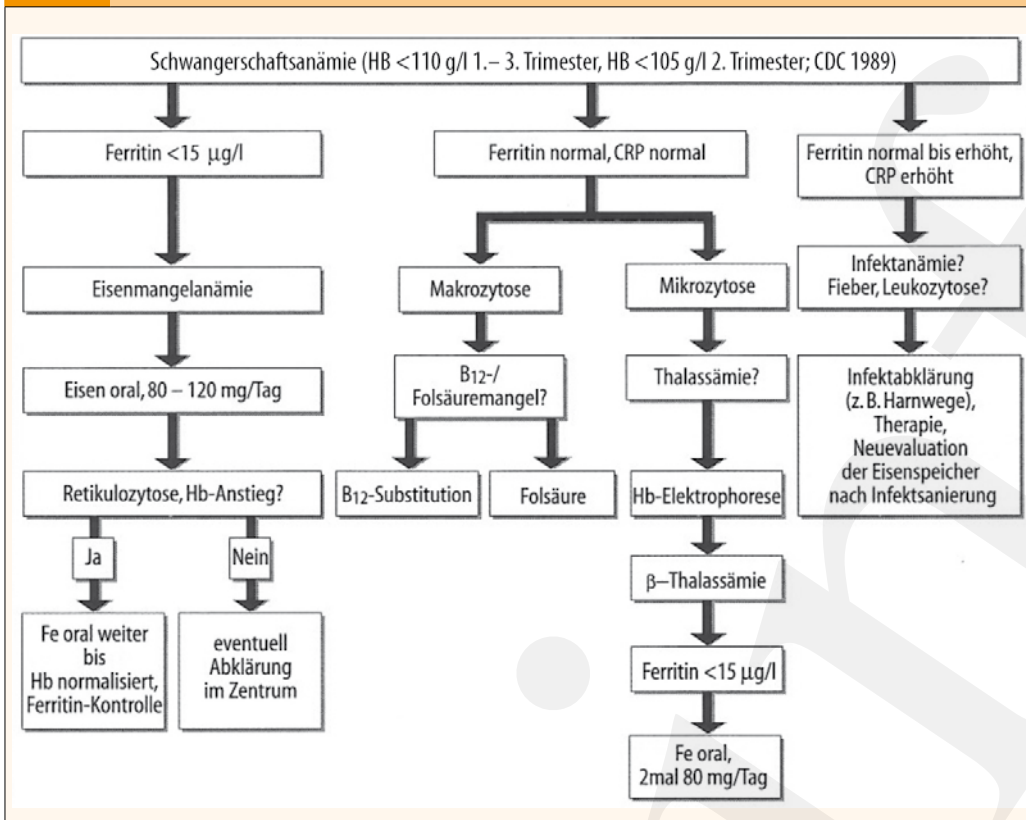 Schwangerschaftsanämie (HB <110 g/l 1.– 3. Trimester, HB <105 g/l 2. Trimester; CDC 1989)
Ferritin <15 µg/l
Eisenmangelanämie
Eisen oral, 80 – 120 mg/Tag
Retikulozytose, Hb-Anstieg?
Ja
Fe oral weiter
bis
Hb normalisiert,
Ferritin-Kontrolle
Nein
eventuell
Abklärung
im Zentrum
Ferritin normal, CRP normal
Makrozytose
B12-/
Folsäuremangel?
B12-Substitution
Folsäure
Mikrozytose
Thalassämie?
Hb-Elektrophorese
β–Thalassämie
Ferritin <15 µg/l
Fe oral,
2mal 80 mg/Tag
Ferritin normal bis erhöht,
CRP erhöht
Infektanämie?
Fieber, Leukozytose?
Infektabklärung
(z. B. Harnwege),
Therapie,
Neuevaluation
der Eisenspeicher
nach Infektsanierung